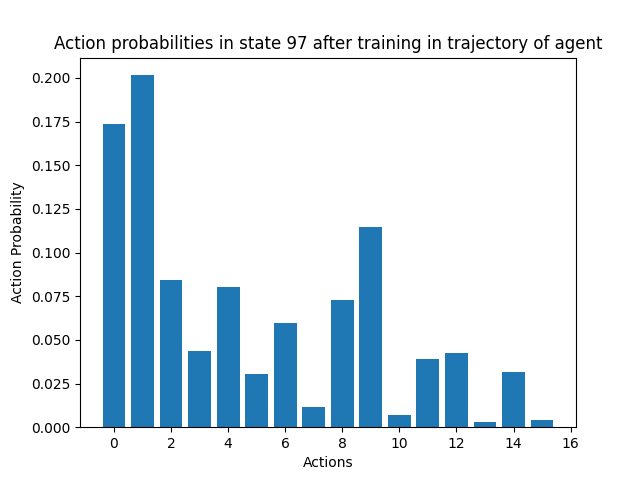 Action probabilities in state 97 after training in trajectory of agent
0.200
0.175
0.150
0.125
0.100
0.075
0.050
0.025
0.000
Action Probability
0 2 4 6 8 10 12 14 16
Actions